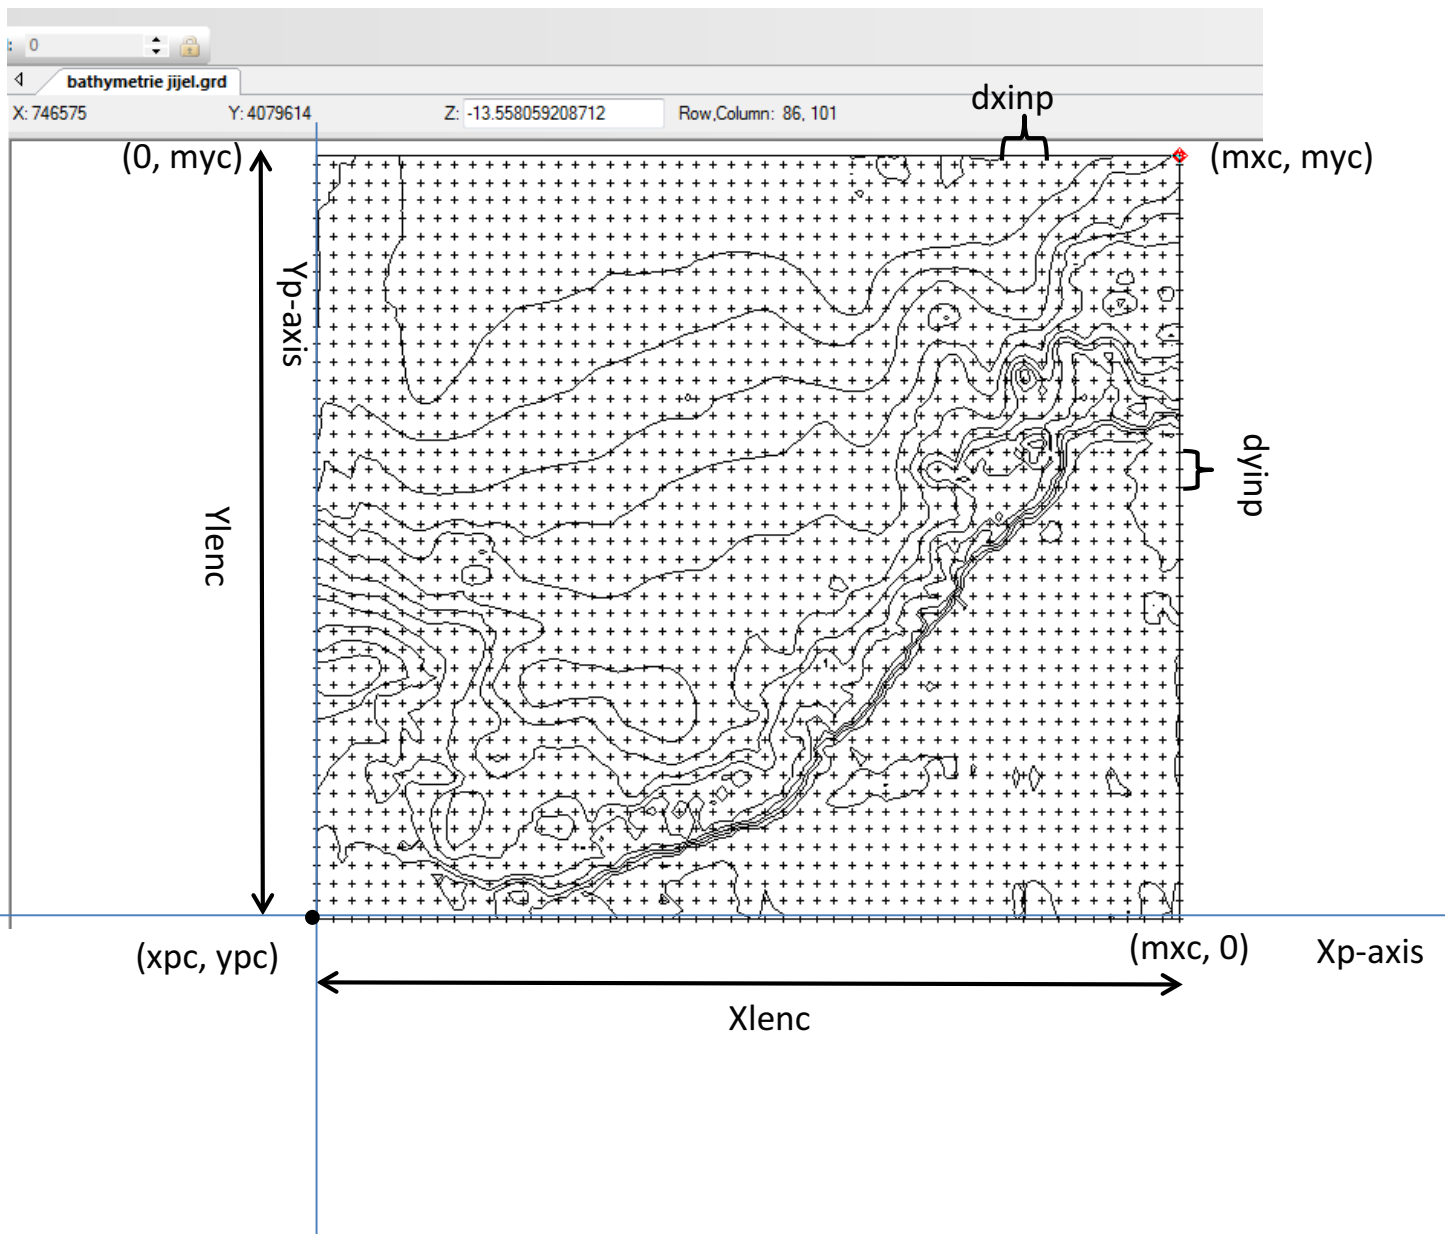 : 0
bathymetrie jijel.grd
X: 746575 Y: 4079614 Z: -13.558059208712 Row,Column: 86, 101
dxinp
(0, myc)
(mxc, myc)
Yp-axis
dyinp
Ylenc
(xpc, ypc)
(mxc, 0)
Xp-axis
Xlenc